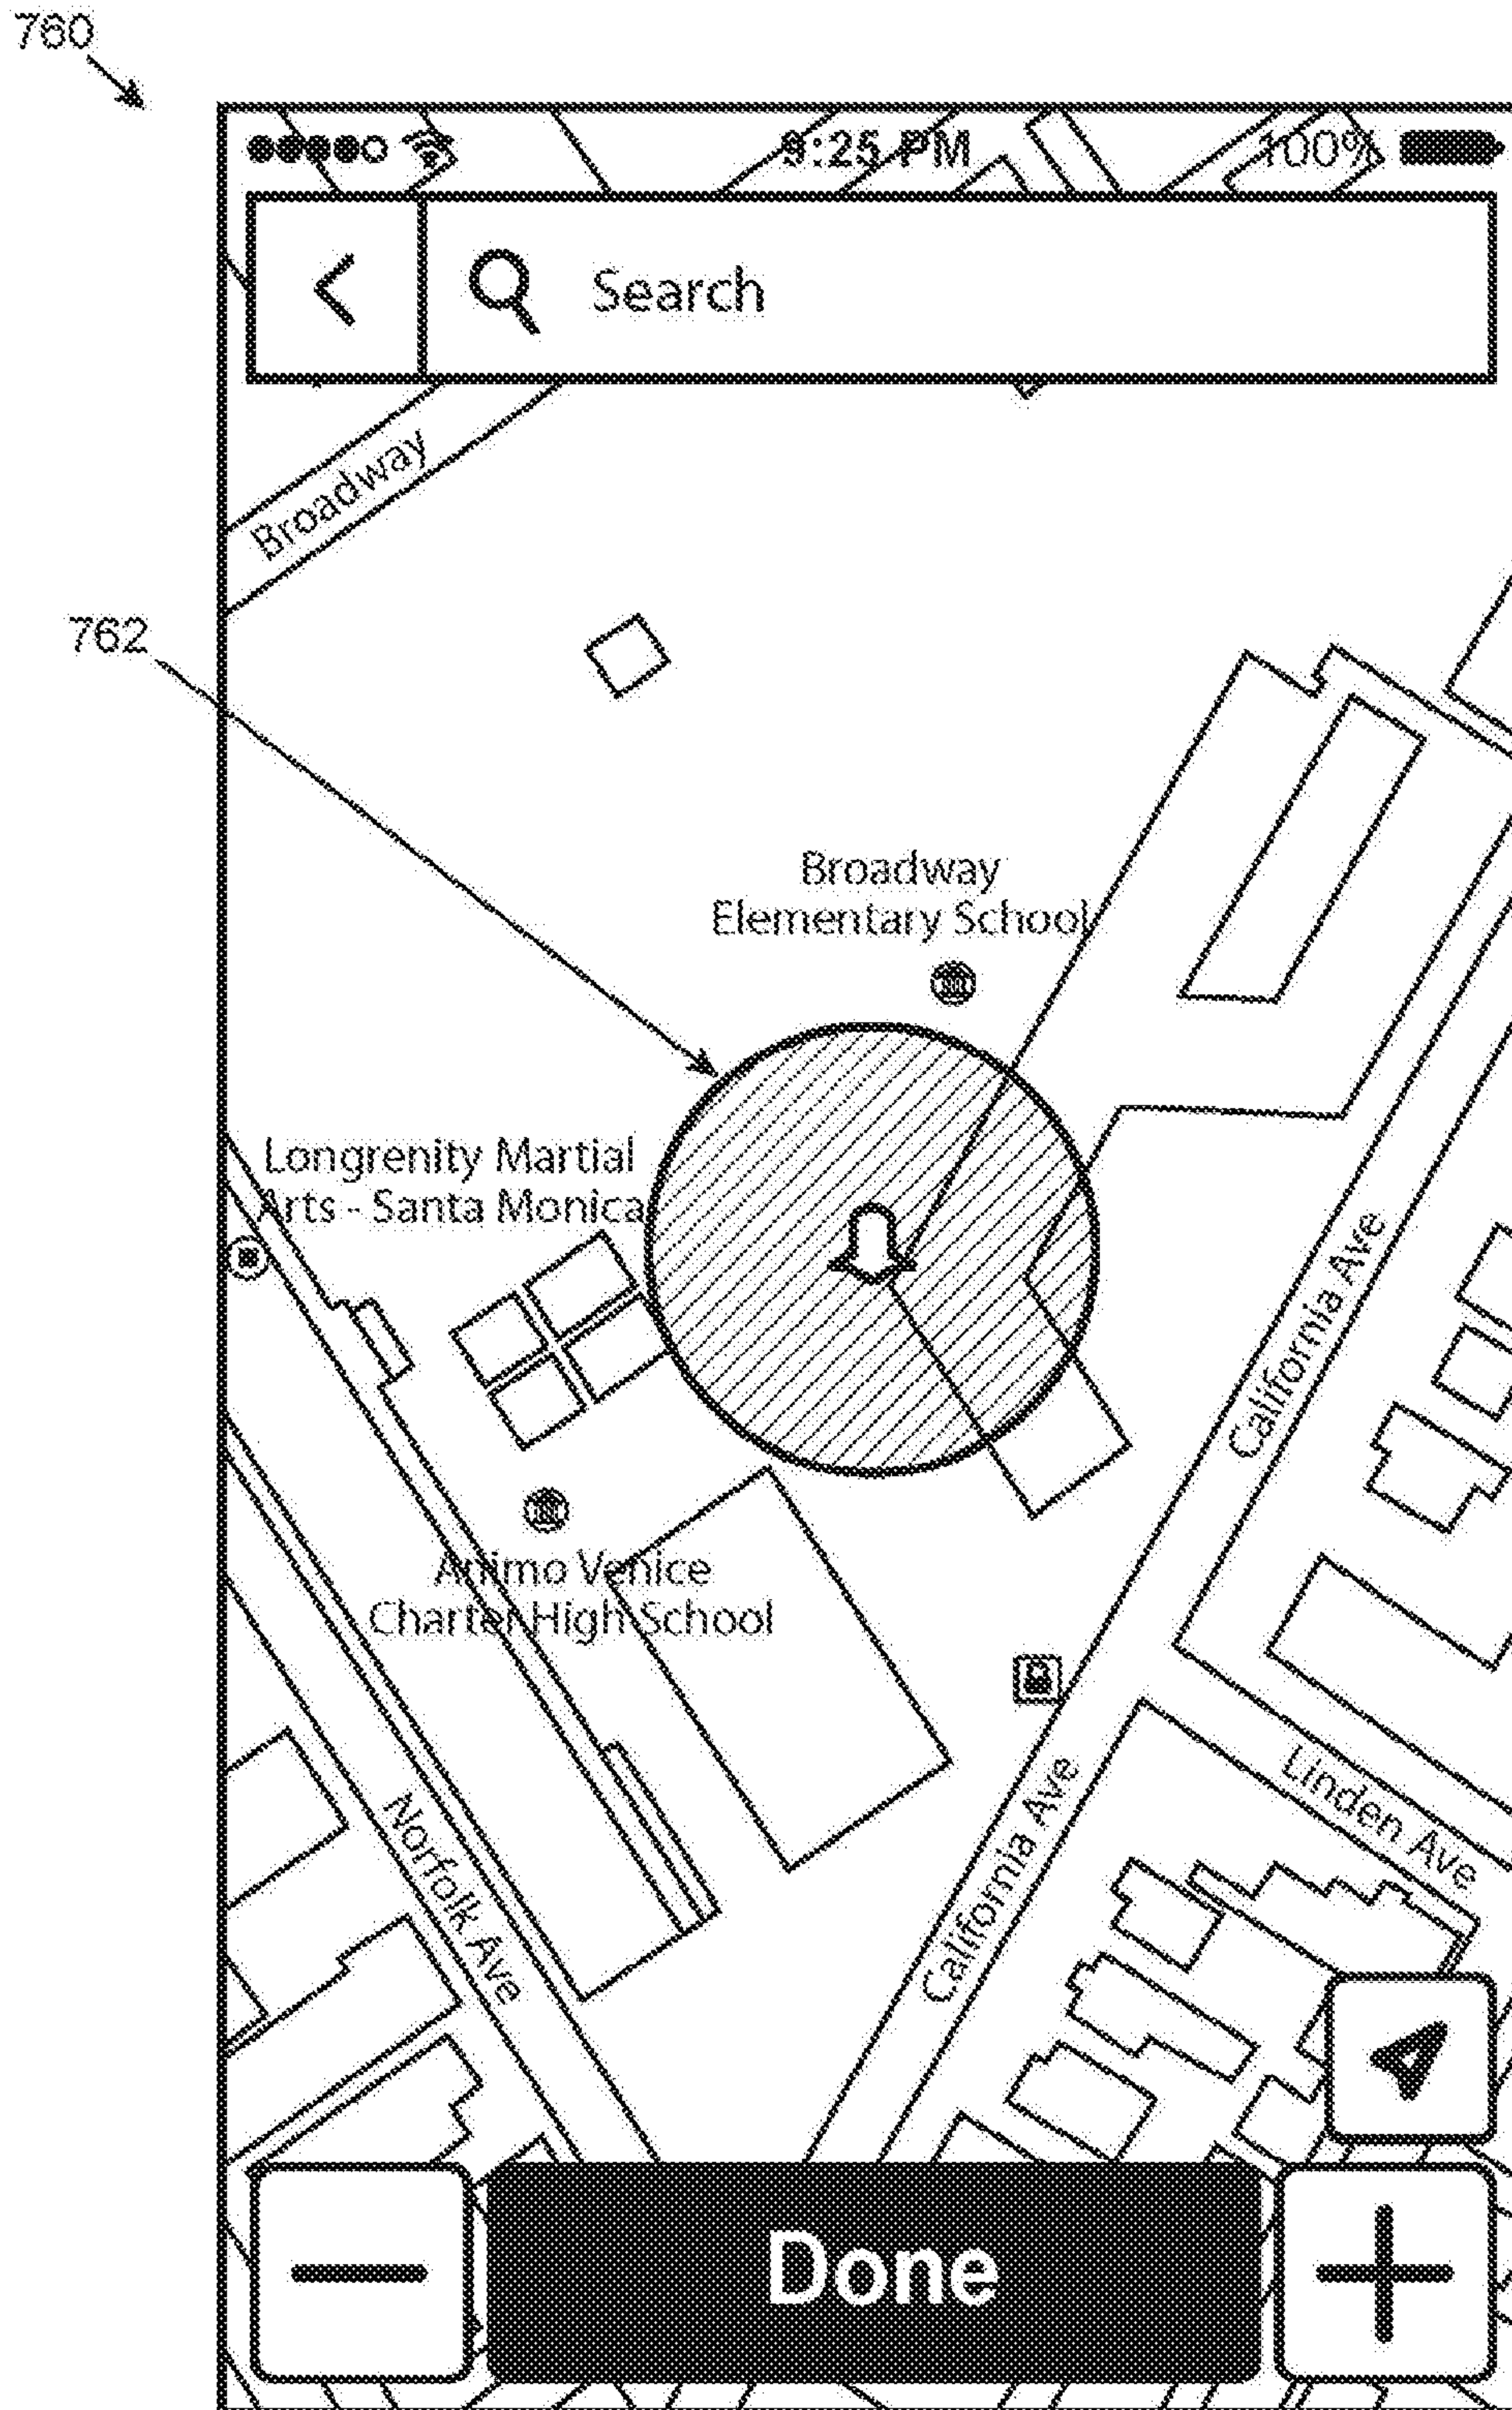 760
9:25 PM 100%
Search
Broadway
762
Broadway
Elementary School
Longrenity Martial
Arts - Santa Monica
California Ave
Animo Venice
Charter High School
Linden Ave
California Ave
Norfolk Ave
Done